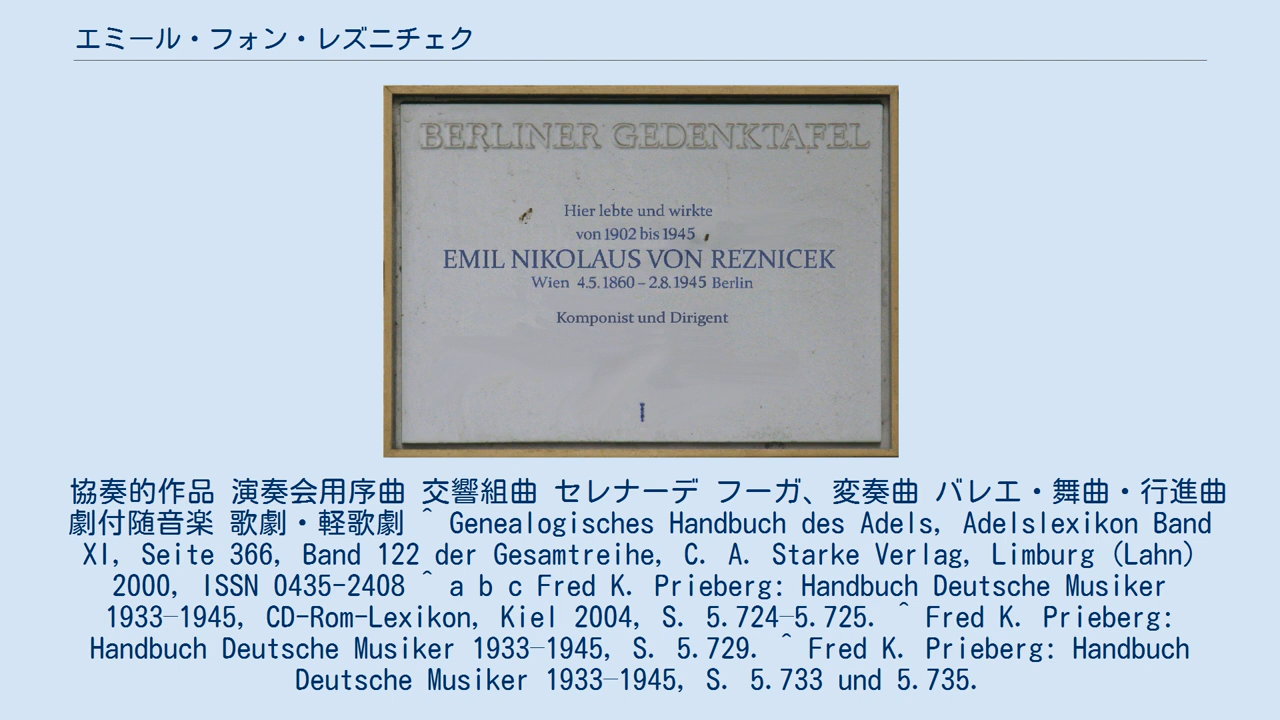 エミール・フォン・レズニチェク
BERLINER GEDENKTAFEL
Hier lebte und wirkte
von 1902 bis 1945
EMIL NIKOLAUS VON REZNICEK
Wien 4.5.1860 – 2.8.1945 Berlin
Komponist und Dirigent
協奏的作品 演奏会用序曲 交響組曲 セレナーデ フーガ、変奏曲 バレエ・舞曲・行進曲
劇付随音楽 歌劇・軽歌劇 ^ Genealogisches Handbuch des Adels, Adelslexikon Band
XI, Seite 366, Band 122 der Gesamtreihe, C. A. Starke Verlag, Limburg (Lahn)
2000, ISSN 0435-2408 ^ a b c Fred K. Prieberg: Handbuch Deutsche Musiker
1933–1945, CD-Rom-Lexikon, Kiel 2004, S. 5.724–5.725. ^ Fred K. Prieberg:
Handbuch Deutsche Musiker 1933–1945, S. 5.729. ^ Fred K. Prieberg: Handbuch
Deutsche Musiker 1933–1945, S. 5.733 und 5.735.